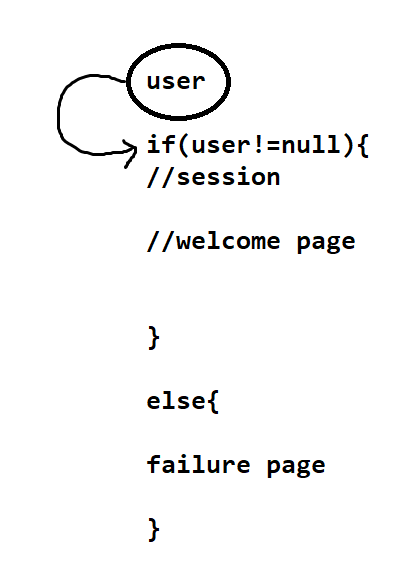 user
if(user!=null){
//session
//welcome page
}
else{
failure page
}